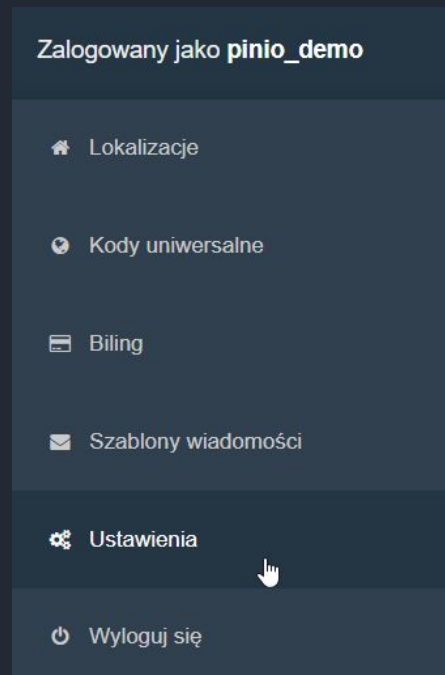 Zalogowany jako pinio_demo
Lokalizacje
Kody uniwersalne
Biling
Szablony wiadomości
Ustawienia
Wyloguj się